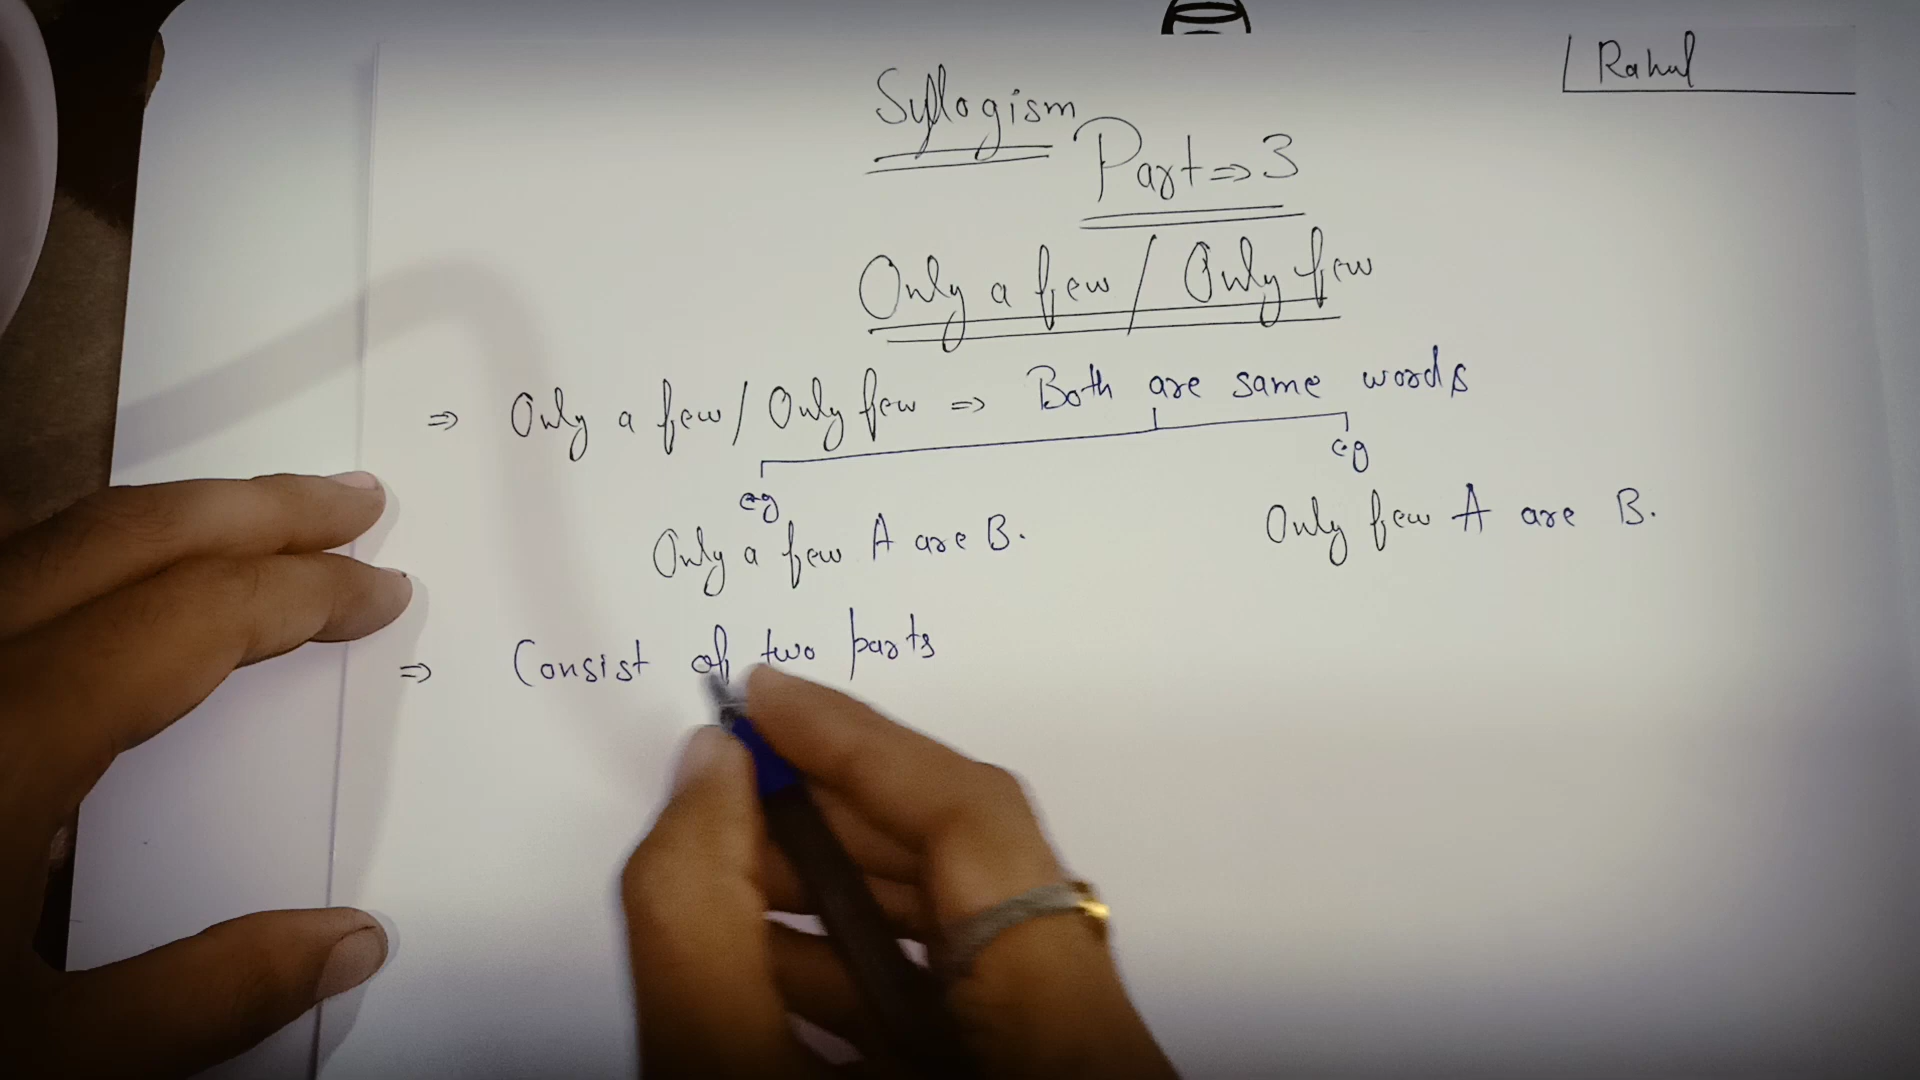 Rahul
Syllogism
Part => 3
Only a few / Only few
=> Only a few / Only few => Both are same words
eg eg
Only a few A are B. Only few A are B.
=> Consist of two parts